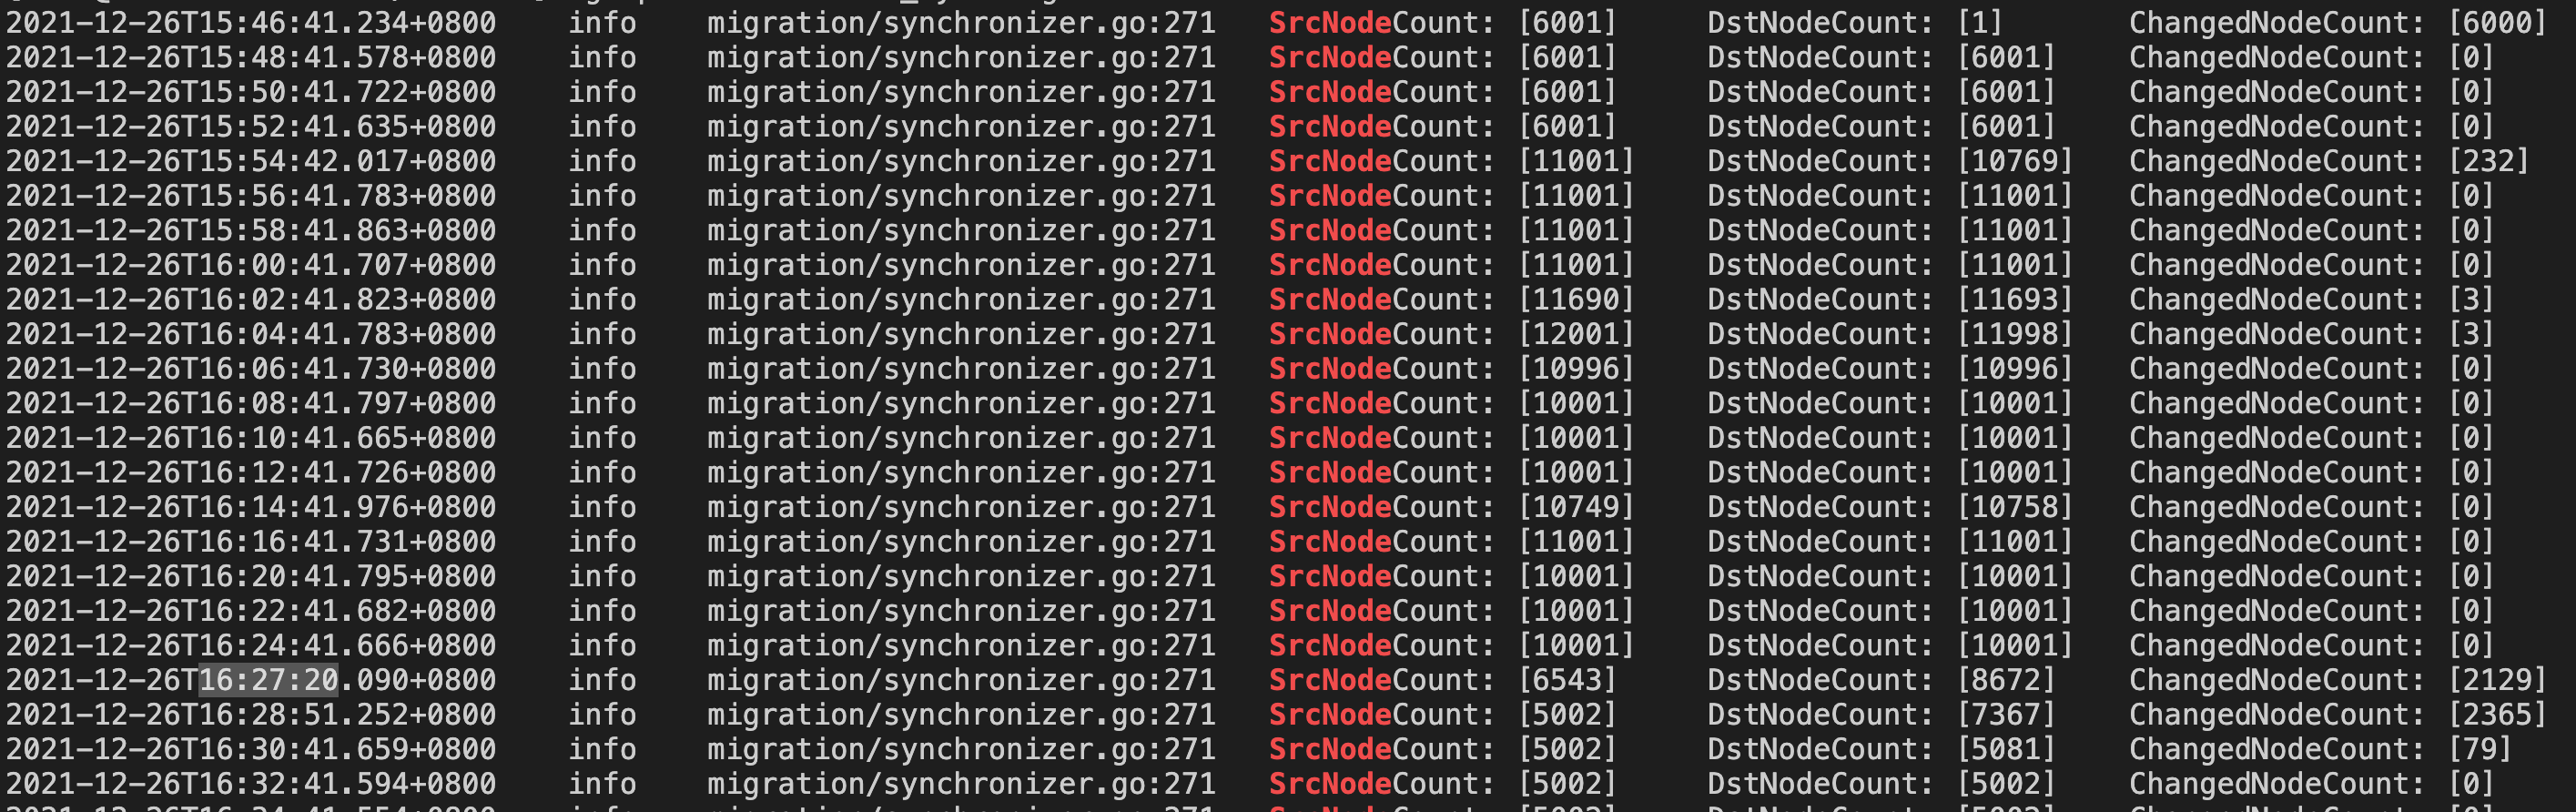 2021-12-26T15:46:41.234+0800 info migration/synchronizer.go:271 SrcNodeCount: [6001] DstNodeCount: [1] ChangedNodeCount: [6000]
2021-12-26T15:48:41.578+0800 info migration/synchronizer.go:271 SrcNodeCount: [6001] DstNodeCount: [6001] ChangedNodeCount: [0]
2021-12-26T15:50:41.722+0800 info migration/synchronizer.go:271 SrcNodeCount: [6001] DstNodeCount: [6001] ChangedNodeCount: [0]
2021-12-26T15:52:41.635+0800 info migration/synchronizer.go:271 SrcNodeCount: [6001] DstNodeCount: [6001] ChangedNodeCount: [0]
2021-12-26T15:54:42.017+0800 info migration/synchronizer.go:271 SrcNodeCount: [11001] DstNodeCount: [10769] ChangedNodeCount: [232]
2021-12-26T15:56:41.783+0800 info migration/synchronizer.go:271 SrcNodeCount: [11001] DstNodeCount: [11001] ChangedNodeCount: [0]
2021-12-26T15:58:41.863+0800 info migration/synchronizer.go:271 SrcNodeCount: [11001] DstNodeCount: [11001] ChangedNodeCount: [0]
2021-12-26T16:00:41.707+0800 info migration/synchronizer.go:271 SrcNodeCount: [11001] DstNodeCount: [11001] ChangedNodeCount: [0]
2021-12-26T16:02:41.823+0800 info migration/synchronizer.go:271 SrcNodeCount: [11690] DstNodeCount: [11693] ChangedNodeCount: [3]
2021-12-26T16:04:41.783+0800 info migration/synchronizer.go:271 SrcNodeCount: [12001] DstNodeCount: [11998] ChangedNodeCount: [3]
2021-12-26T16:06:41.730+0800 info migration/synchronizer.go:271 SrcNodeCount: [10996] DstNodeCount: [10996] ChangedNodeCount: [0]
2021-12-26T16:08:41.797+0800 info migration/synchronizer.go:271 SrcNodeCount: [10001] DstNodeCount: [10001] ChangedNodeCount: [0]
2021-12-26T16:10:41.665+0800 info migration/synchronizer.go:271 SrcNodeCount: [10001] DstNodeCount: [10001] ChangedNodeCount: [0]
2021-12-26T16:12:41.726+0800 info migration/synchronizer.go:271 SrcNodeCount: [10001] DstNodeCount: [10001] ChangedNodeCount: [0]
2021-12-26T16:14:41.976+0800 info migration/synchronizer.go:271 SrcNodeCount: [10749] DstNodeCount: [10758] ChangedNodeCount: [0]
2021-12-26T16:16:41.731+0800 info migration/synchronizer.go:271 SrcNodeCount: [11001] DstNodeCount: [11001] ChangedNodeCount: [0]
2021-12-26T16:20:41.795+0800 info migration/synchronizer.go:271 SrcNodeCount: [10001] DstNodeCount: [10001] ChangedNodeCount: [0]
2021-12-26T16:22:41.682+0800 info migration/synchronizer.go:271 SrcNodeCount: [10001] DstNodeCount: [10001] ChangedNodeCount: [0]
2021-12-26T16:24:41.666+0800 info migration/synchronizer.go:271 SrcNodeCount: [10001] DstNodeCount: [10001] ChangedNodeCount: [0]
2021-12-26T16:27:20.090+0800 info migration/synchronizer.go:271 SrcNodeCount: [6543] DstNodeCount: [8672] ChangedNodeCount: [2129]
2021-12-26T16:28:51.252+0800 info migration/synchronizer.go:271 SrcNodeCount: [5002] DstNodeCount: [7367] ChangedNodeCount: [2365]
2021-12-26T16:30:41.659+0800 info migration/synchronizer.go:271 SrcNodeCount: [5002] DstNodeCount: [5081] ChangedNodeCount: [79]
2021-12-26T16:32:41.594+0800 info migration/synchronizer.go:271 SrcNodeCount: [5002] DstNodeCount: [5002] ChangedNodeCount: [0]